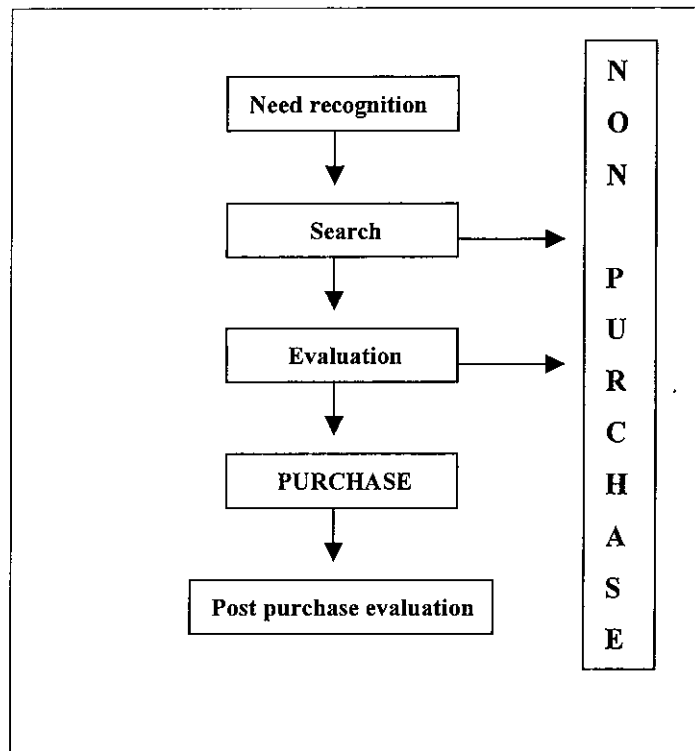 Need recognition
Search
Evaluation
PURCHASE
Post purchase evaluation
N
O
N
P
U
R
C
H
A
S
E